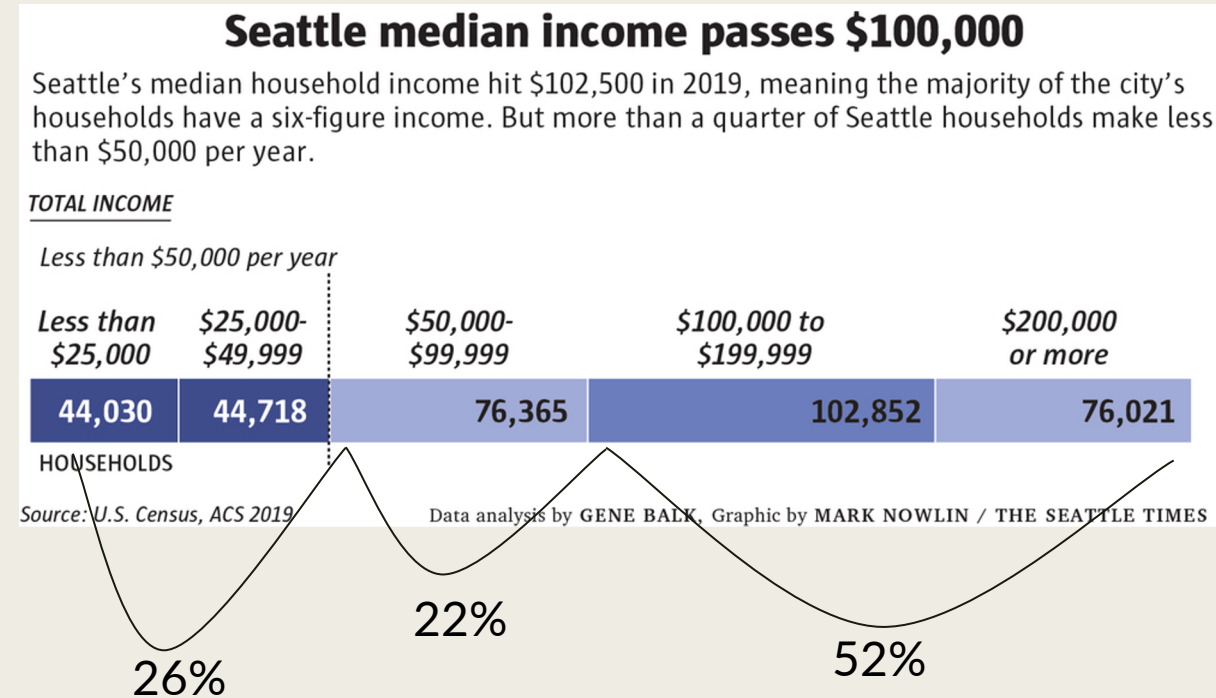 Seattle median income passes $100,000
Seattle's median household income hit $102,500 in 2019, meaning the majority of the city's
households have a six-figure income. But more than a quarter of Seattle households make less
than $50,000 per year.
TOTAL INCOME
Less than $50,000 per year
Less than
$25,000
$25,000-
$49,999
$50,000-
$99,999
$100,000 to
$199,999
$200,000
or more
44,030 44,718 76,365 102,852 76,021
HOUSEHOLDS
Source: U.S. Census, ACS 2019
Data analysis by GENE BALK, Graphic by MARK NOWLIN / THE SEATTLE TIMES
22%
52%
26%